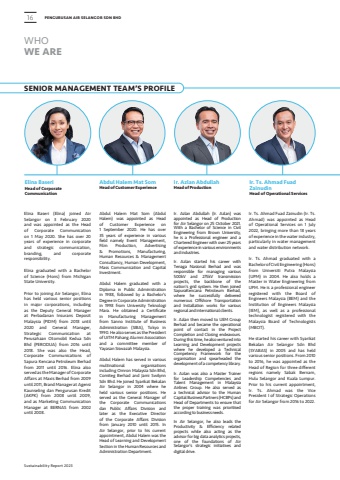 16
PENGURUSAN AIR SELANGOR SDN BHD
WHO
WE ARE
SENIOR MANAGEMENT TEAM'S PROFILE
Elina Baseri
Head of Corporate
Communication
Elina Baseri (Elina) joined Air
Selangor on 3 February 2020
and was appointed as the Head
of Corporate Communication
on 1 May 2020. She has over 20
years of experience in corporate
and strategic communication,
branding, and corporate
responsibility.
Elina graduated with a Bachelor
of Science (Hons) from Michigan
State University.
Prior to joining Air Selangor, Elina
has held various senior positions
in major corporations, including
as the Deputy General Manager
at Perbadanan Insurans Deposit
Malaysia (PIDM) from 2018 until
2020 and General Manager,
Strategic Communication at
Perusahaan Otomobil Kedua Sdn
Bhd (PERODUA) from 2016 until
2018. She was also the Head,
Corporate Communications of
Sapura Kencana Petroleum Berhad
from 2011 until 2016. Elina also
served as the Manager of Corporate
Affairs at Maxis Berhad from 2009
until 2011, Brand Manager at Agensi
Kaunseling dan Pengurusan Kredit
(AKPK) from 2008 until 2009,
and as Marketing Communication
Manager at BERNAS from 2002
until 2008.
Abdul Halem Mat Som
Head of Customer Experience
Abdul Halem Mat Som (Abdul
Halem) was appointed as Head
of Customer Experience on
1 September 2020. He has over
35 years of experience in various
field namely Event Management,
Film Production, Advertising
& Promotions, Manufacturing,
Human Resources & Management
Consultancy, Human Development,
Mass Communication and Capital
Investment.
Abdul Halem graduated with a
Diploma in Public Administration
in 1988, followed by a Bachelor's
Degree in Corporate Administration
in 1990 from University Teknologi
Mara. He obtained a Certificate
in Manufacturing Management
from Sarvin Institute of Business
Administration (SIBA), Tokyo in
1990. He also serves as the President
of UiTM Pahang Alumni Association
and a committee member of
Yayasan Smarack Malaysia.
Abdul Halem has served in various
multinational organisations
including Omron Malaysia Sdn Bhd,
Carnileg Berhad and Jurei Saifqeis
Sdn Bhd. He joined Syarikat Bekalan
Air Selangor in 2004 where he
held various senior positions. He
served as the General Manager of
the Corporate Communications
dan Public Affairs Division and
later as the Executive Director
of the Corporate Affairs Division
from January 2010 until 2015. In
Air Selangor, prior to his current
appointment, Abdul Halem was the
Head of Learning and Development
Section in the Human Resources and
Administration Department.
Ir. Azlan Abdullah
Head of Production
Ir. Azlan Abdullah (Ir. Azlan) was
appointed as Head of Production
for Air Selangor on 25 October 2021.
With a Bachelor of Science in Civil
Engineering from Brown University,
he is a Professional engineer and a
Chartered Engineer with over 25 years
of experience in various environments
and industries.
Ir. Azlan started his career with
Tenaga Nasional Berhad and was
responsible for managing various
500kV and 275kV transmission
projects, the backbone of the
nation's grid system. He then joined
SapuraKencana Petroleum Berhad,
where he successfully delivered
numerous Offshore Transportation
and Installation works for various
regional and international clients.
Ir. Azlan then moved to UEM Group
Berhad and became the operational
point of contact in the Project
Completion and Closing endeavours.
During this time, he also ventured into
Learning and Development projects
where he developed a Technical
Competency Framework for the
organisation and spearheaded the
development of a competency library.
Ir. Azlan was also a Master Trainer
for Leadership Competencies and
Talent Management in Malaysia
Airlines Group. He also served as
a technical advisor to the Human
Capital Business Partners (HCBPs) and
Head of Departments to ensure that
the proper training was prioritised
according to business needs.
In Air Selangor, he also leads the
Productivity & Efficiency related
projects while also acting as the
advisor for big data analytic projects,
one of the foundations of Air
Selangor's strategic initiatives and
digital drive.
Ir. Ts. Ahmad Fuad
Zainudin
Head of Operational Services
Ir. Ts. Ahmad Fuad Zainudin (Ir. Ts.
Ahmad) was appointed as Head
of Operational Services on 1 July
2022, bringing more than 18 years
of experience in the water industry,
particularly in water management
and water distribution network.
Ir. Ts. Ahmad graduated with a
Bachelor of Civil Engineering (Hons)
from Universiti Putra Malaysia
(UPM) in 2004. He also holds a
Master in Water Engineering from
UPM. He is a professional engineer
registered with the Board of
Engineers Malaysia (BEM) and the
Institution of Engineers Malaysia
(IEM), as well as a professional
technologist registered with the
Malaysia Board of Technologists
(MBOT).
He started his career with Syarikat
Bekalan Air Selangor Sdn Bhd
(SYABAS) in 2005 and has held
various senior positions. From 2010
to 2016, he was appointed as the
Head of Region for three different
regions namely Sabak Bernam,
Hulu Selangor and Kuala Lumpur.
Prior to his current appointment,
Ir. Ts. Ahmad was the Vice
President I of Strategic Operations
for Air Selangor from 2016 to 2022.
Sustainability Report 2023